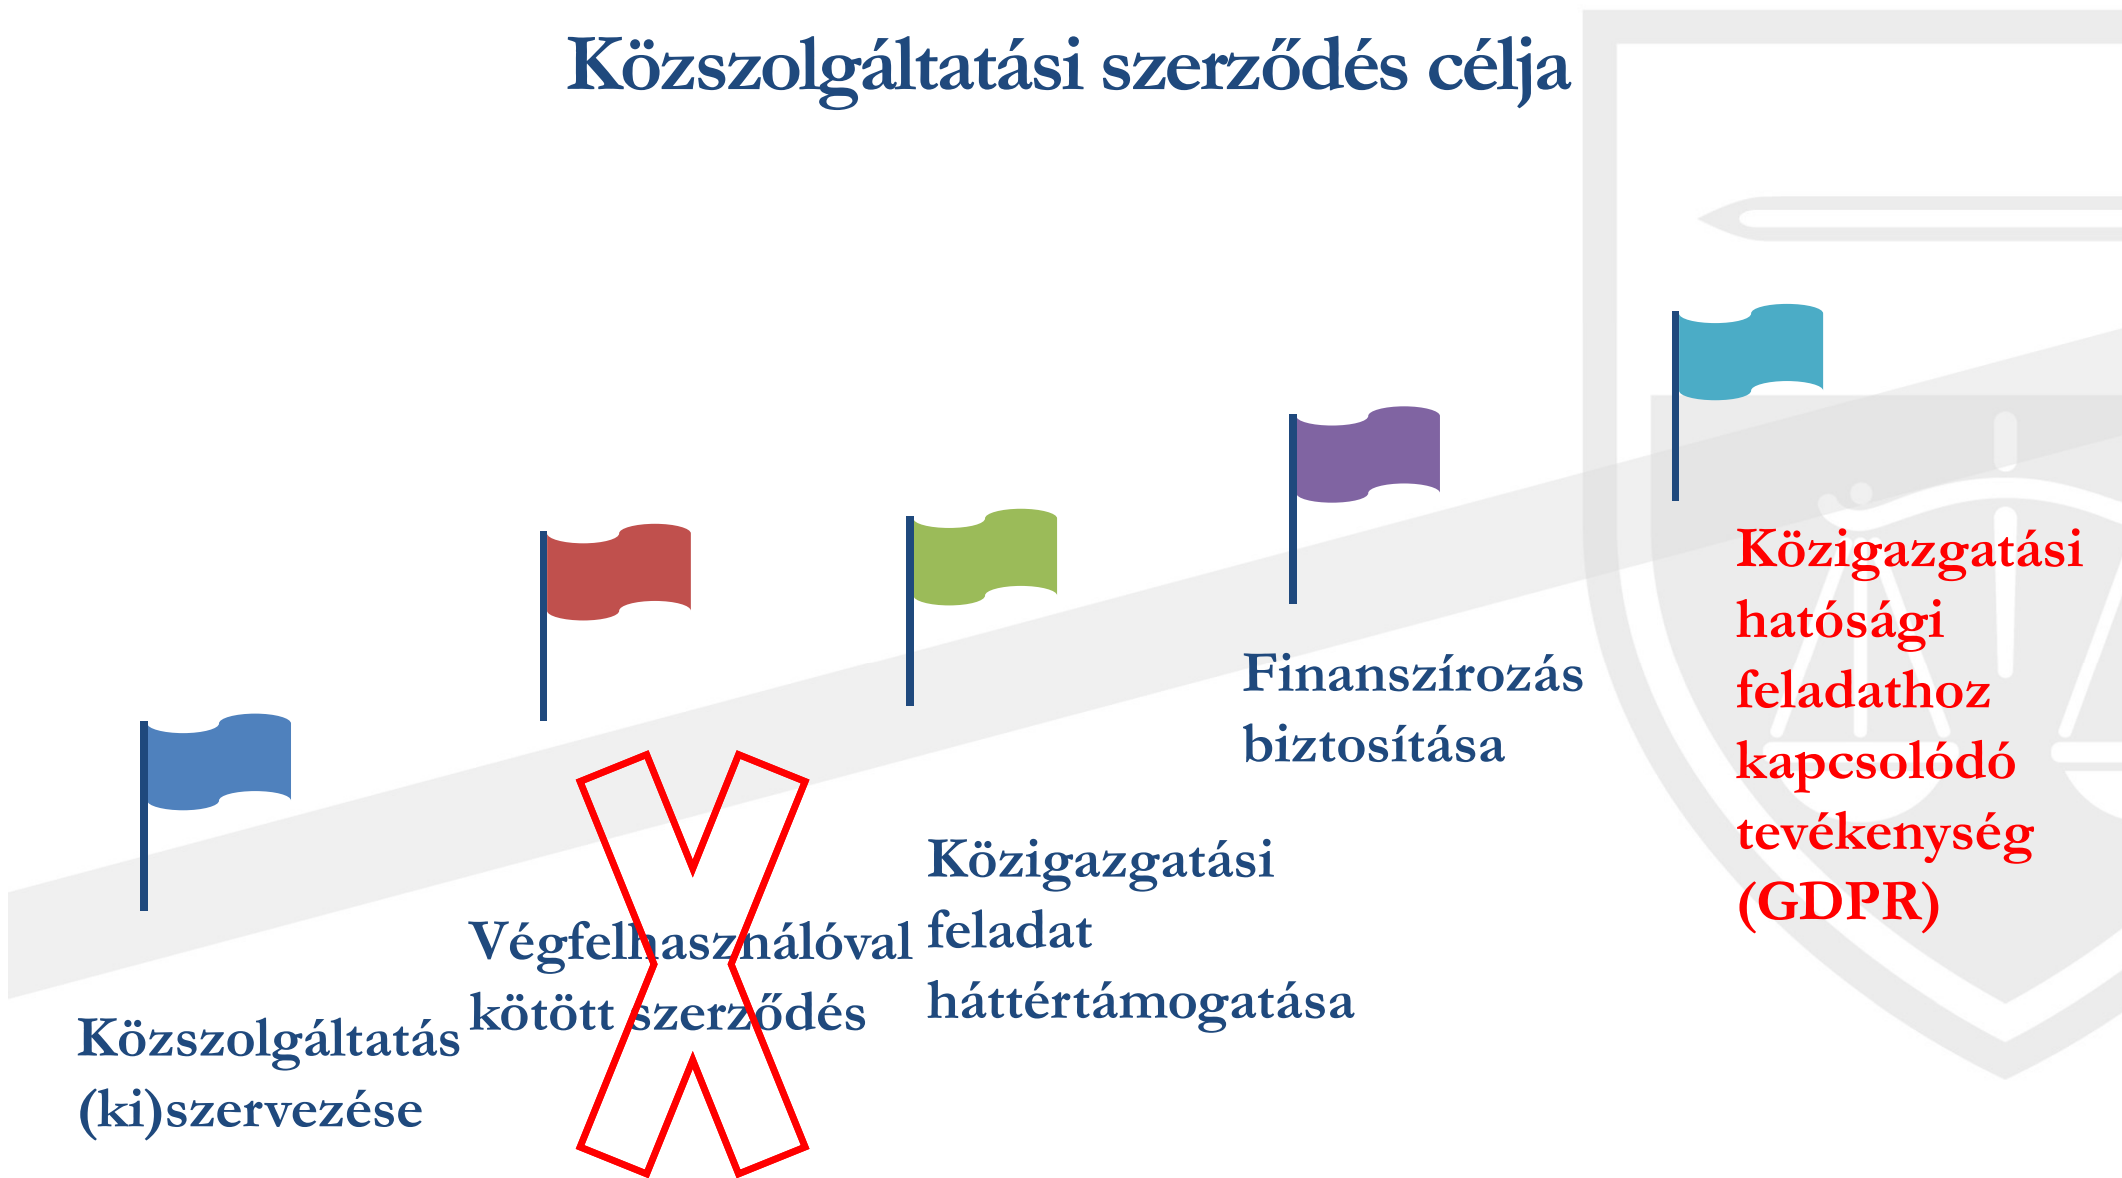 Közszolgáltatási szerződés célja
Közszolgáltatás
(ki)szervezése
Végfelhasználóval
kötött szerződés
Közigazgatási
feladat
háttértámogatása
Finanszírozás
biztosítása
Közigazgatási
hatósági
feladathoz
kapcsolódó
tevékenység
(GDPR)